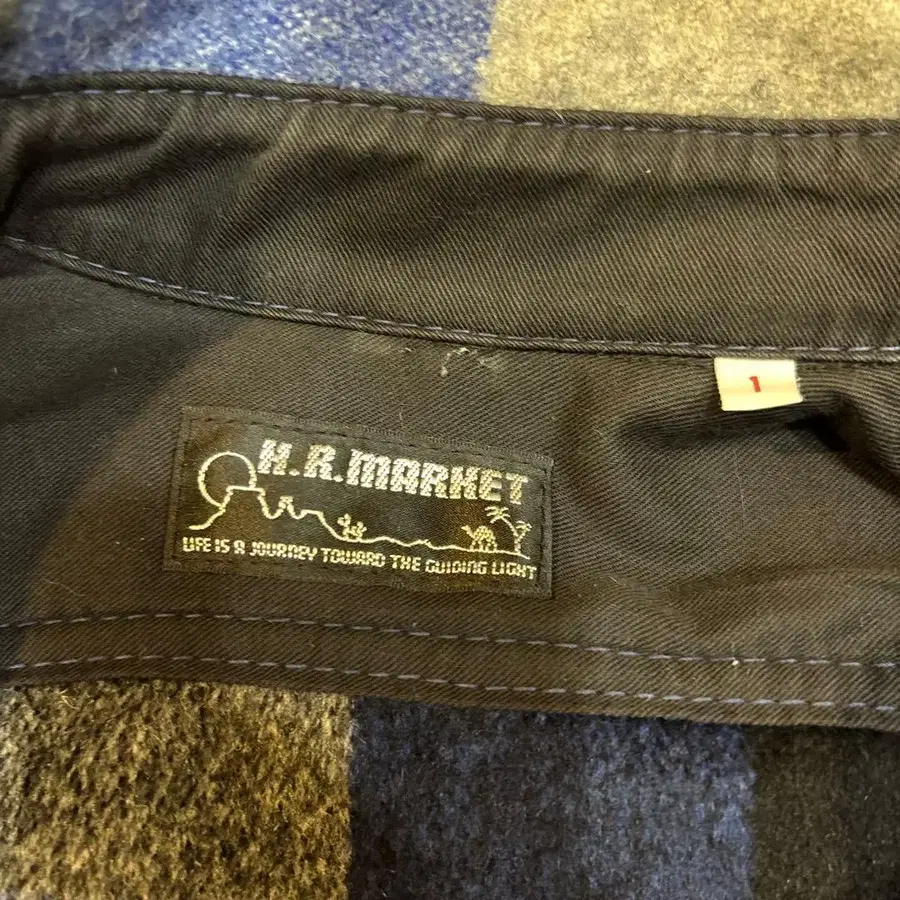 H.R.MARKET
LIFE IS A JOURNEY TOWARD THE GUIDING LIGHT
1